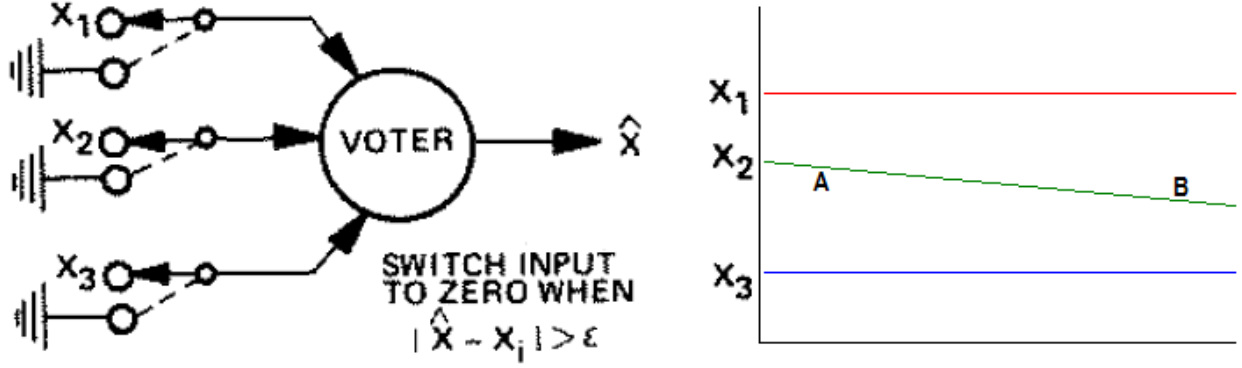 X₁
X₂
VOTER
X̂
X₃
SWITCH INPUT
TO ZERO WHEN
| X̂ - Xᵢ | > ε
X₁
X₂
A
B
X₃